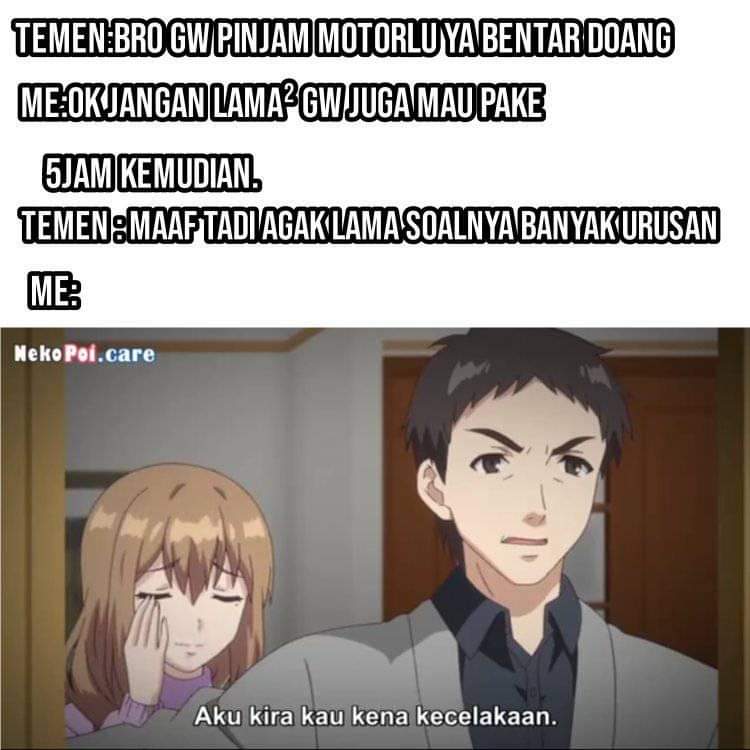 TEMEN:BRO GW PINJAM MOTORLU YA BENTAR DOANG
ME:OK JANGAN LAMA² GW JUGA MAU PAKE
5JAM KEMUDIAN.
TEMEN : MAAF TADI AGAK LAMA SOALNYA BANYAK URUSAN
ME:
NekoPoi.care
Aku kira kau kena kecelakaan.